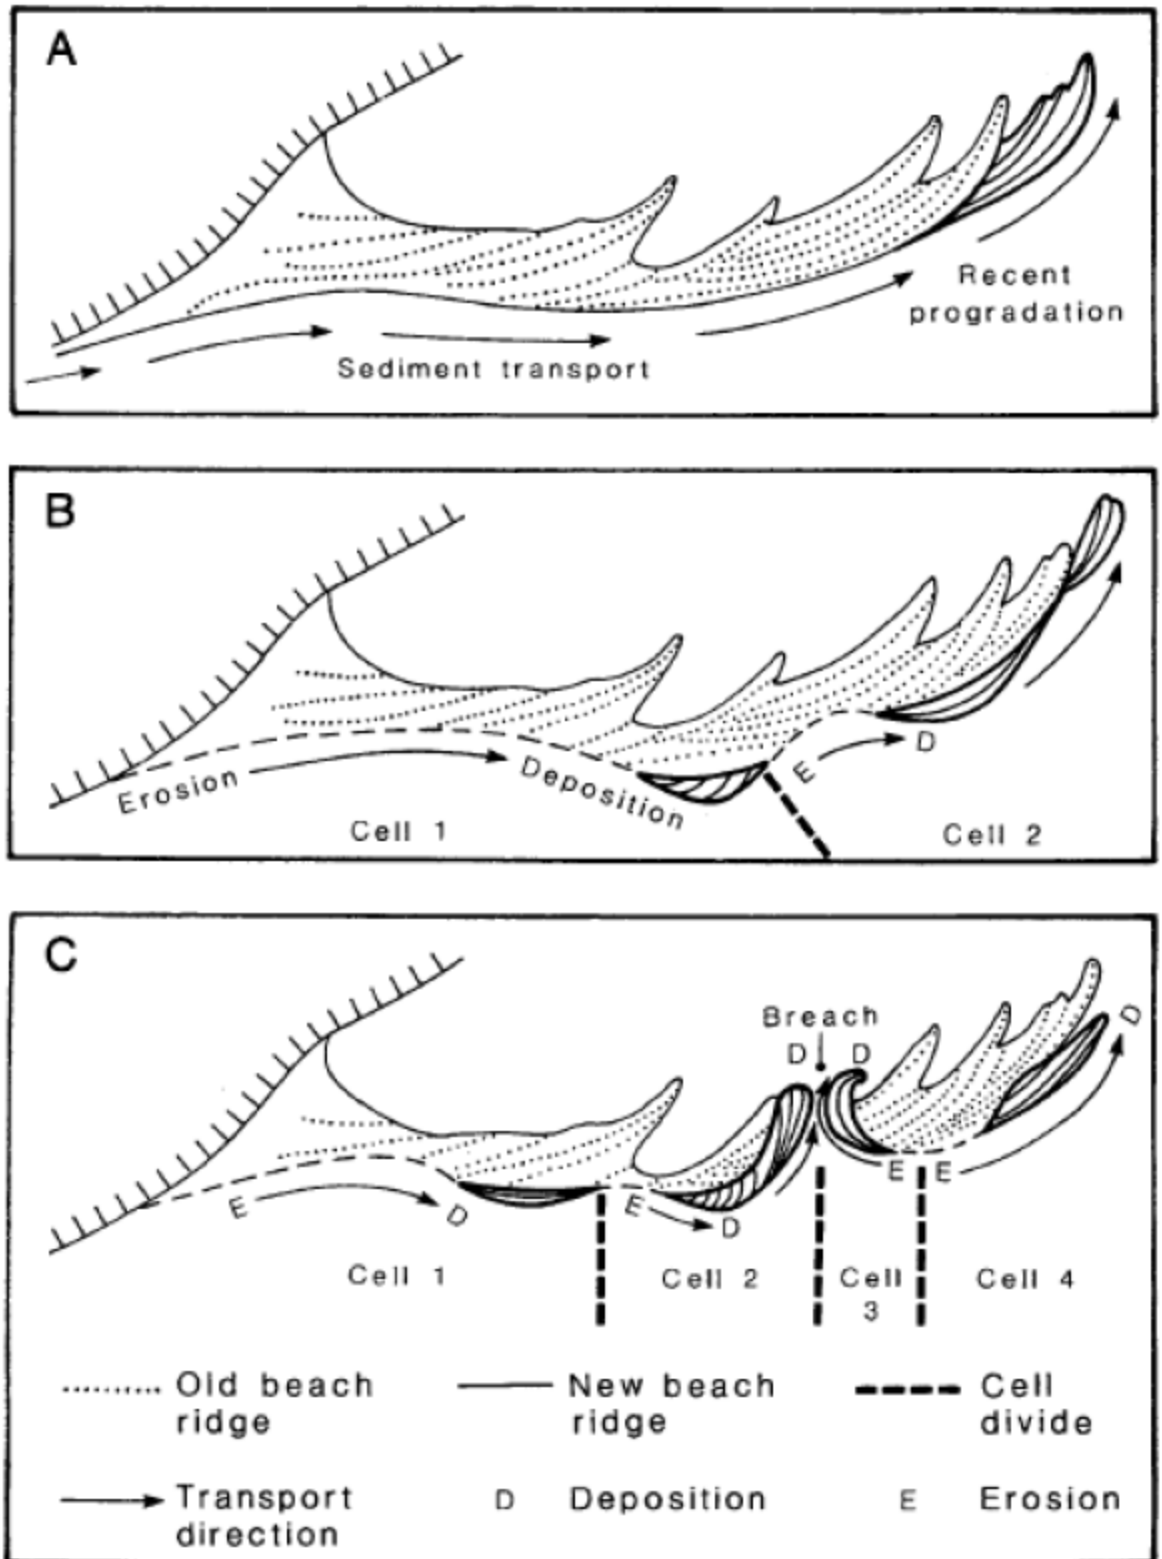 A
Recent
progradation
Sediment transport
B
Erosion
Deposition
E
D
Cell 1
Cell 2
C
Breach
D
D
D
E
D
E
D
E
E
Cell 1
Cell 2
Cell
3
Cell 4
Old beach
ridge
New beach
ridge
Cell
divide
Transport
direction
D
Deposition
E
Erosion